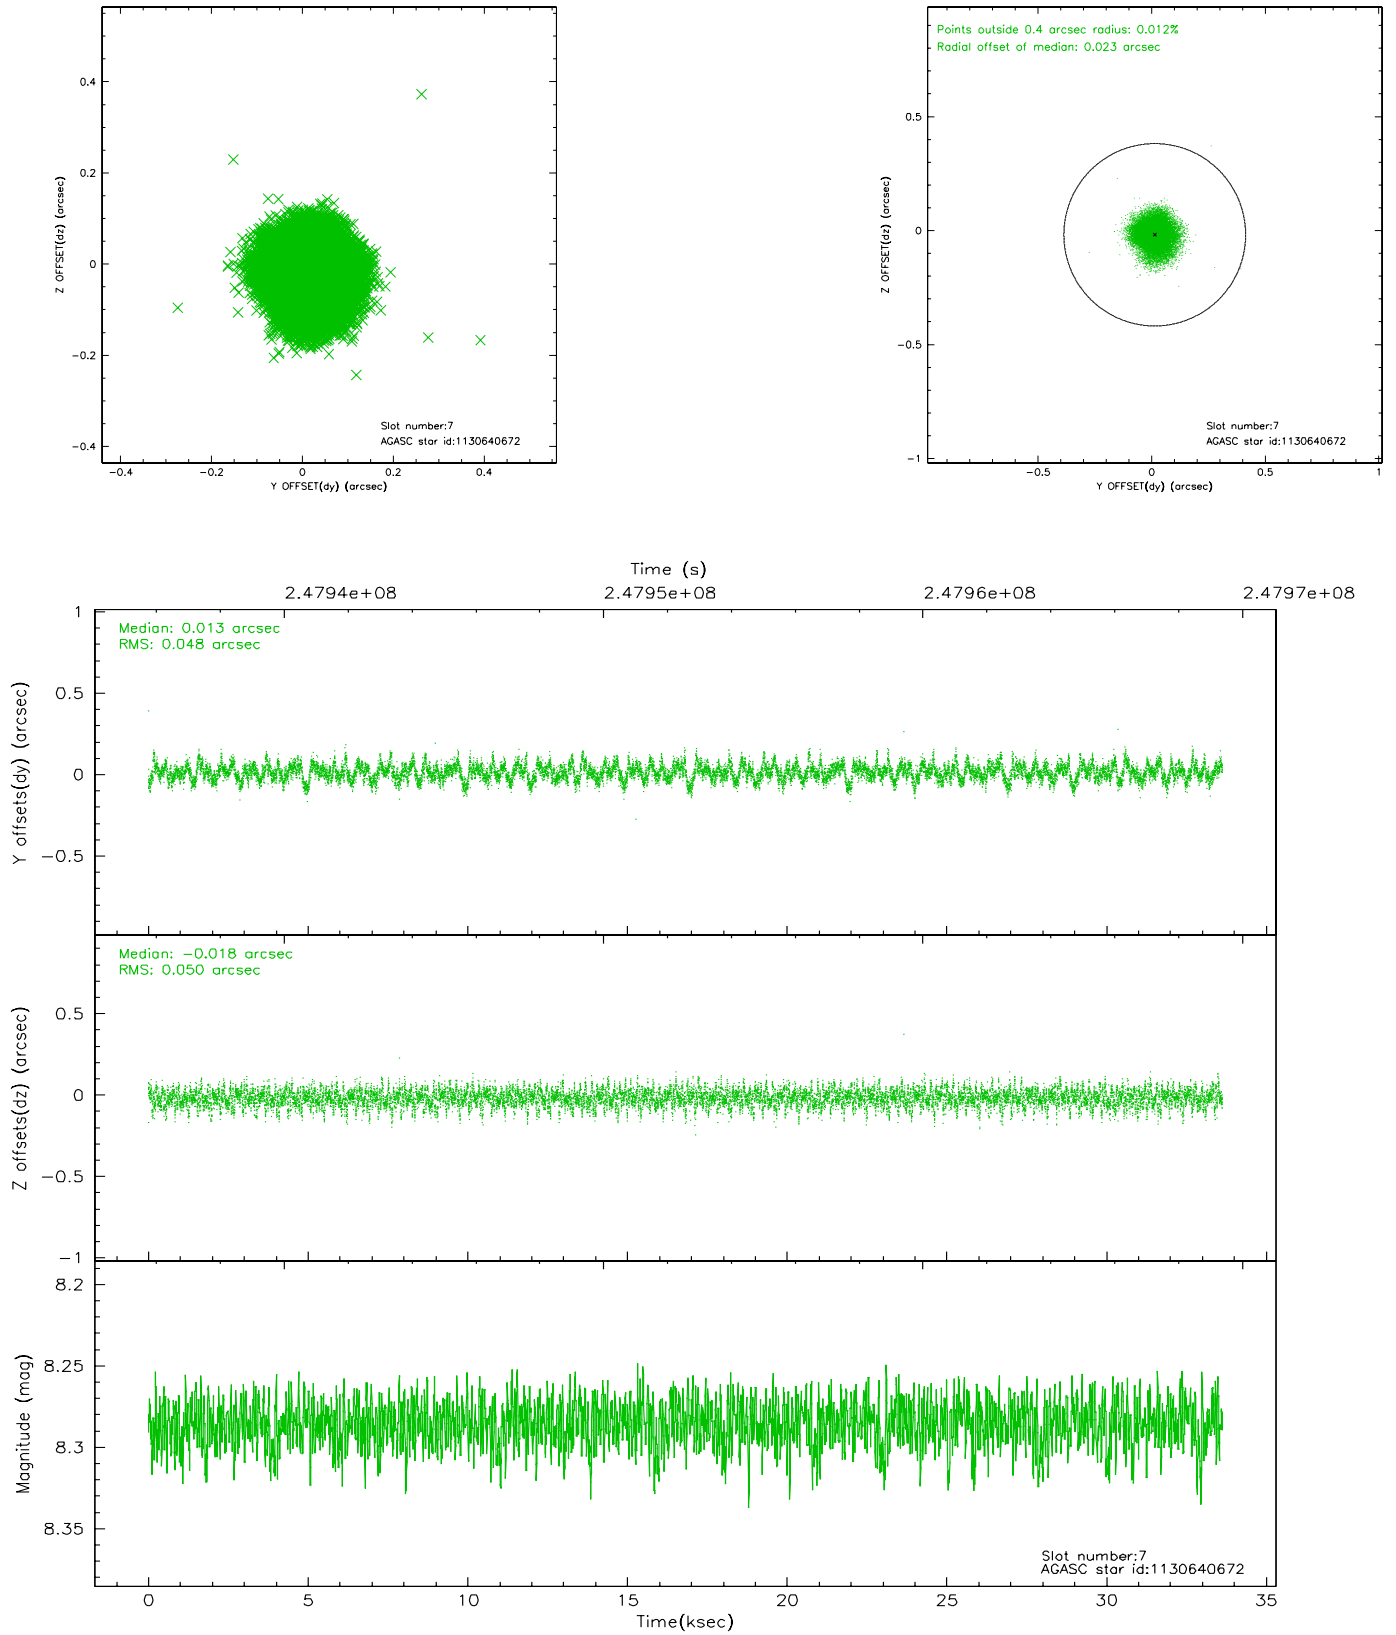 0.4
0.2
0
−0.2
−0.4
Z OFFSET(dz) (arcsec)
Slot number:7
AGASC star id:1130640672
−0.4 −0.2 0 0.2 0.4
Y OFFSET(dy) (arcsec)
Points outside 0.4 arcsec radius: 0.012%
Radial offset of median: 0.023 arcsec
0.5
0
−0.5
−1
Z OFFSET(dz) (arcsec)
Slot number:7
AGASC star id:1130640672
−0.5 0 0.5 1
Y OFFSET(dy) (arcsec)
Time (s)
2.4794e+08 2.4795e+08 2.4796e+08 2.4797e+08
Median: 0.013 arcsec
RMS: 0.048 arcsec
1
0.5
0
−0.5
Y offsets(dy) (arcsec)
Median: −0.018 arcsec
RMS: 0.050 arcsec
0.5
0
−0.5
−1
Z offsets(dz) (arcsec)
8.2
8.25
8.3
8.35
Magnitude (mag)
Slot number:7
AGASC star id:1130640672
0 5 10 15 20 25 30 35
Time(ksec)